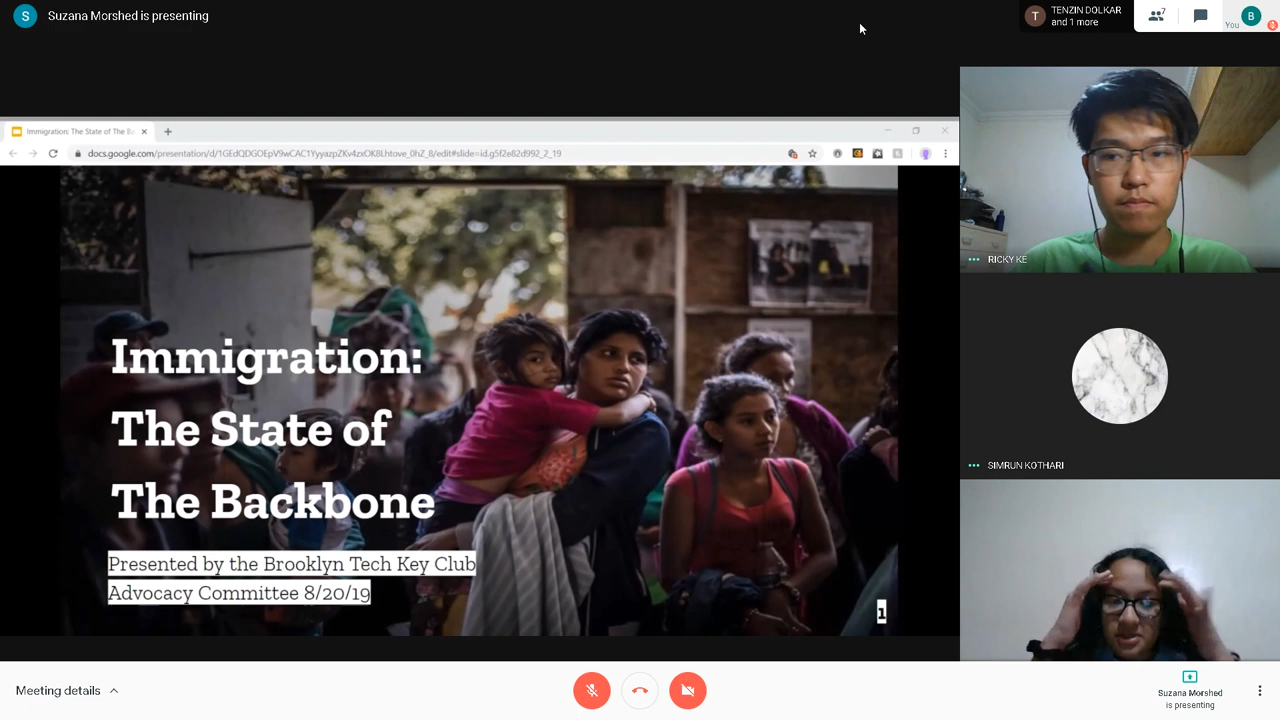 S Suzana Morshed is presenting
T TENZIN DOLKAR
and 1 more
7
You B
Immigration: The State of The Ba
docs.google.com/presentation/d/1GEdQDGOEpV9wCAC1YyyazpZKv4zxOK8Lhtove_0hZ_8/edit#slide=id.g5f2e82d992_2_19
Immigration:
The State of
The Backbone
Presented by the Brooklyn Tech Key Club
Advocacy Committee 8/20/19
1
RICKY KE
SIMRUN KOTHARI
Meeting details
Suzana Morshed
is presenting